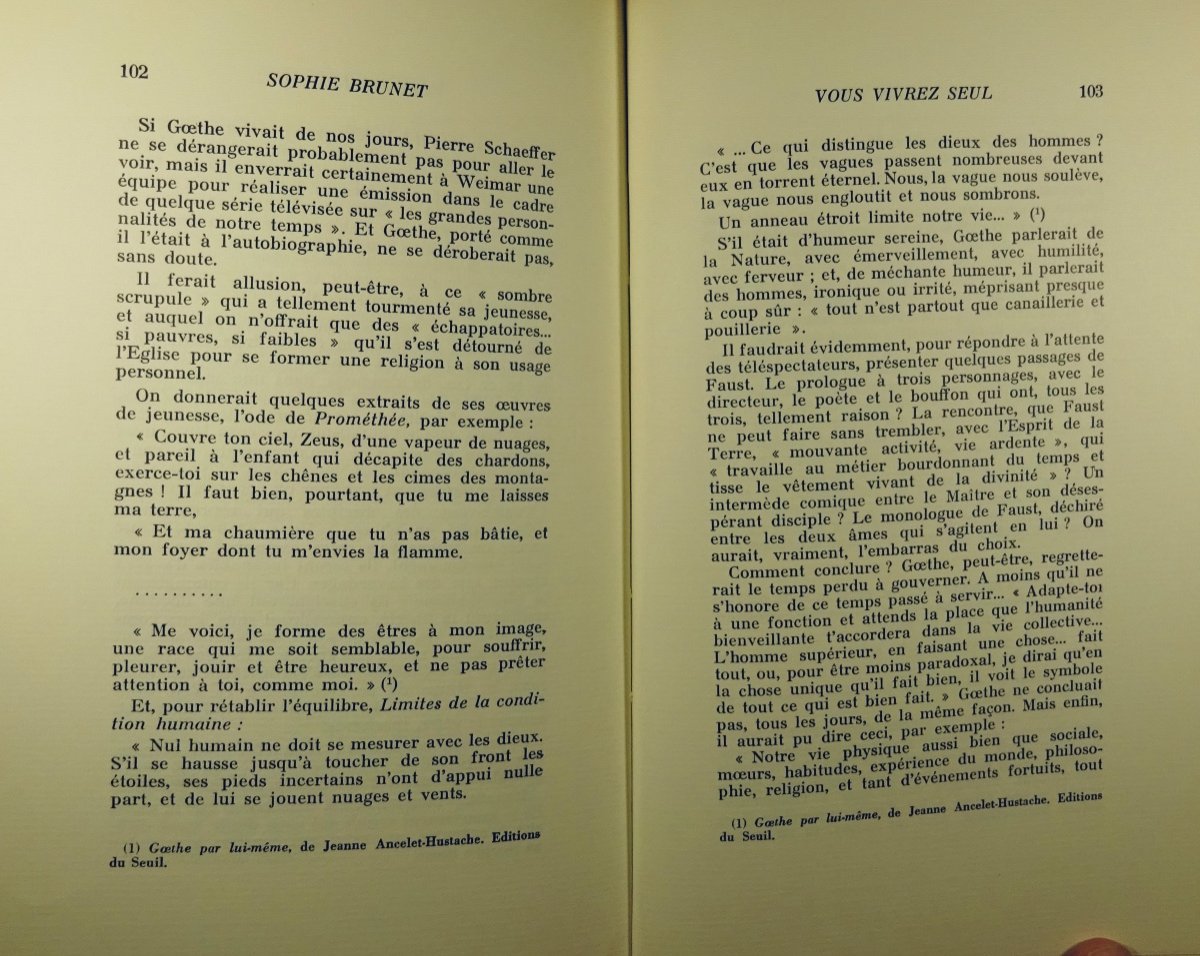 102
SOPHIE BRUNET
Si Gœthe vivait de nos jours, Pierre Schaeffer
ne se dérangerait probablement pas pour aller le
voir, mais il enverrait certainement à Weimar une
équipe pour réaliser une émission dans le cadre
de quelque série télévisée sur « les grandes person-
nalités de notre temps ». Et Gœthe, porté comme
il l'était à l'autobiographie, ne se déroberait pas,
sans doute.
Il ferait allusion, peut-être, à ce « sombre
scrupule » qui a tellement tourmenté sa jeunesse,
et auquel on n'offrait que des « échappatoires...
si pauvres, si faibles » qu'il s'est détourné de
l'Eglise pour se former une religion à son usage
personnel.
On donnerait quelques extraits de ses œuvres
de jeunesse, l'ode de Prométhée, par exemple :
« Couvre ton ciel, Zeus, d'une vapeur de nuages,
et pareil à l'enfant qui décapite des chardons,
exerce-toi sur les chênes et les cimes des monta-
gnes ! Il faut bien, pourtant, que tu me laisses
ma terre,
« Et ma chaumière que tu n'as pas bâtie, et
mon foyer dont tu m'envies la flamme.
..........
« Me voici, je forme des êtres à mon image,
une race qui me soit semblable, pour souffrir,
pleurer, jouir et être heureux, et ne pas prêter
attention à toi, comme moi. » (¹)
Et, pour rétablir l'équilibre, Limites de la condi-
tion humaine :
« Nul humain ne doit se mesurer avec les dieux.
S'il se hausse jusqu'à toucher de son front les
étoiles, ses pieds incertains n'ont d'appui nulle
part, et de lui se jouent nuages et vents.
(1) Gœthe par lui-même, de Jeanne Ancelet-Hustache. Editions
du Seuil.
VOUS VIVREZ SEUL
103
« ... Ce qui distingue les dieux des hommes ?
C'est que les vagues passent nombreuses devant
eux en torrent éternel. Nous, la vague nous soulève,
la vague nous engloutit et nous sombrons.
Un anneau étroit limite notre vie... » (¹)
S'il était d'humeur sereine, Gœthe parlerait de
la Nature, avec émerveillement, avec humilité,
avec ferveur ; et, de méchante humeur, il parlerait
des hommes, ironique ou irrité, méprisant presque
à coup sûr : « tout n'est partout que canaillerie et
pouillerie ».
Il faudrait évidemment, pour répondre à l'attente
des téléspectateurs, présenter quelques passages de
Faust. Le prologue à trois personnages, avec le
directeur, le poète et le bouffon qui ont, tous les
trois, tellement raison ? La rencontre, que Faust
ne peut faire sans trembler, avec l'Esprit de la
Terre, « mouvante activité, vie ardente », qui
« travaille au métier bourdonnant du temps et
tisse le vêtement vivant de la divinité » ? Un
intermède comique entre le Maître et son déses-
pérant disciple ? Le monologue de Faust, déchiré
entre les deux âmes qui s'agitent en lui ? On
aurait, vraiment, l'embarras du choix.
Comment conclure ? Gœthe, peut-être, regrette-
rait le temps perdu à gouverner. A moins qu'il ne
s'honore de ce temps passé à servir... « Adapte-toi
à une fonction et attends la place que l'humanité
bienveillante t'accordera dans la vie collective...
L'homme supérieur, en faisant une chose... fait
tout, ou, pour être moins paradoxal, je dirai qu'en
la chose unique qu'il fait bien, il voit le symbole
de tout ce qui est bien fait. » Gœthe ne concluait
pas, tous les jours, de la même façon. Mais enfin,
il aurait pu dire ceci, par exemple :
« Notre vie physique aussi bien que sociale,
mœurs, habitudes, expérience du monde, philoso-
phie, religion, et tant d'événements fortuits, tout
(1) Gœthe par lui-même, de Jeanne Ancelet-Hustache. Editions
du Seuil.